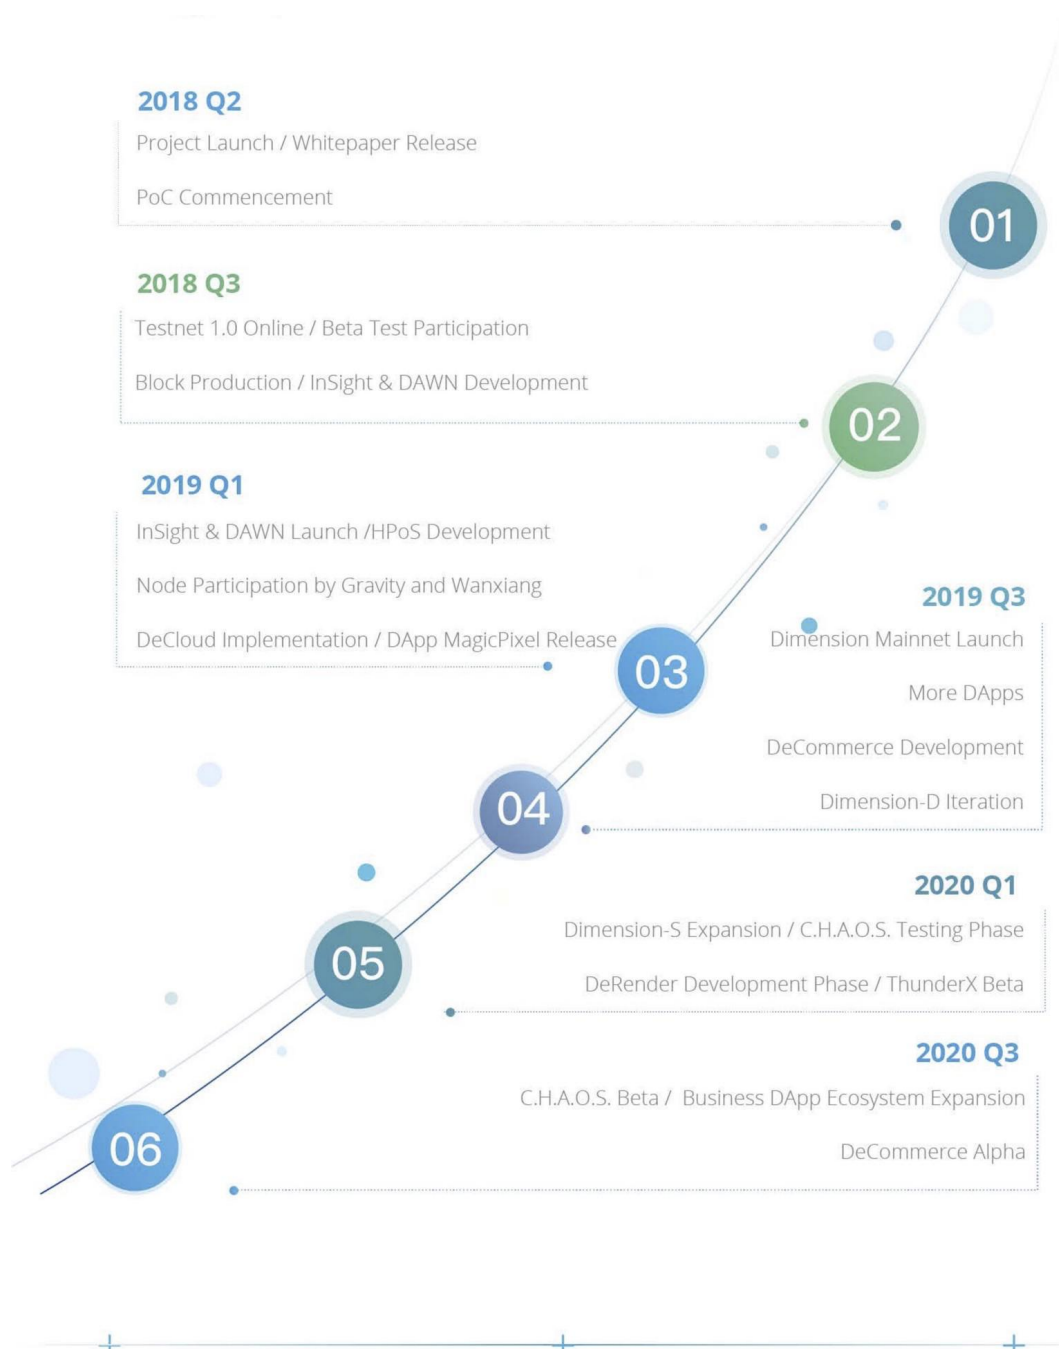 2018 Q2
Project Launch / Whitepaper Release
PoC Commencement
01
2018 Q3
Testnet 1.0 Online / Beta Test Participation
Block Production / InSight & DAWN Development
02
2019 Q1
InSight & DAWN Launch /HPoS Development
Node Participation by Gravity and Wanxiang
DeCloud Implementation / DApp MagicPixel Release
03
2019 Q3
Dimension Mainnet Launch
More DApps
DeCommerce Development
Dimension-D Iteration
04
2020 Q1
Dimension-S Expansion / C.H.A.O.S. Testing Phase
DeRender Development Phase / ThunderX Beta
05
2020 Q3
C.H.A.O.S. Beta /  Business DApp Ecosystem Expansion
DeCommerce Alpha
06